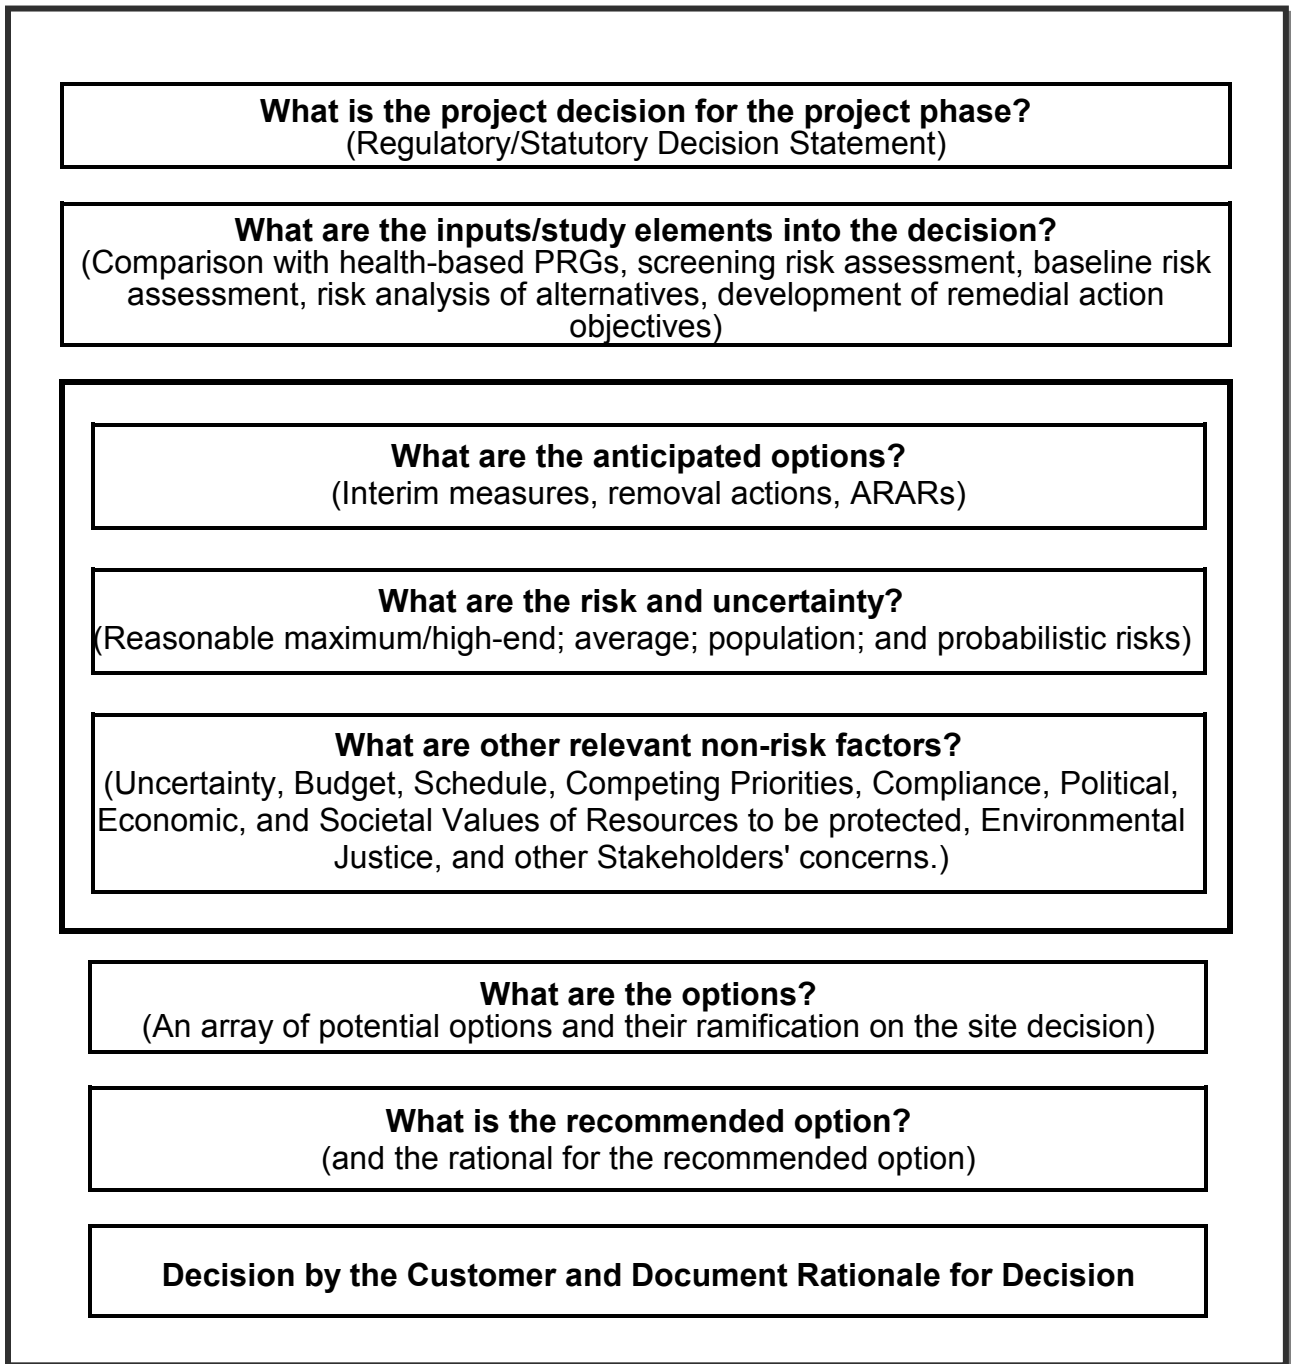 What is the project decision for the project phase?
(Regulatory/Statutory Decision Statement)
What are the inputs/study elements into the decision?
(Comparison with health-based PRGs, screening risk assessment, baseline risk
assessment, risk analysis of alternatives, development of remedial action
objectives)
What are the anticipated options?
(Interim measures, removal actions, ARARs)
What are the risk and uncertainty?
(Reasonable maximum/high-end; average; population; and probabilistic risks)
What are other relevant non-risk factors?
(Uncertainty, Budget, Schedule, Competing Priorities, Compliance, Political,
Economic, and Societal Values of Resources to be protected, Environmental
Justice, and other Stakeholders' concerns.)
What are the options?
(An array of potential options and their ramification on the site decision)
What is the recommended option?
(and the rational for the recommended option)
Decision by the Customer and Document Rationale for Decision